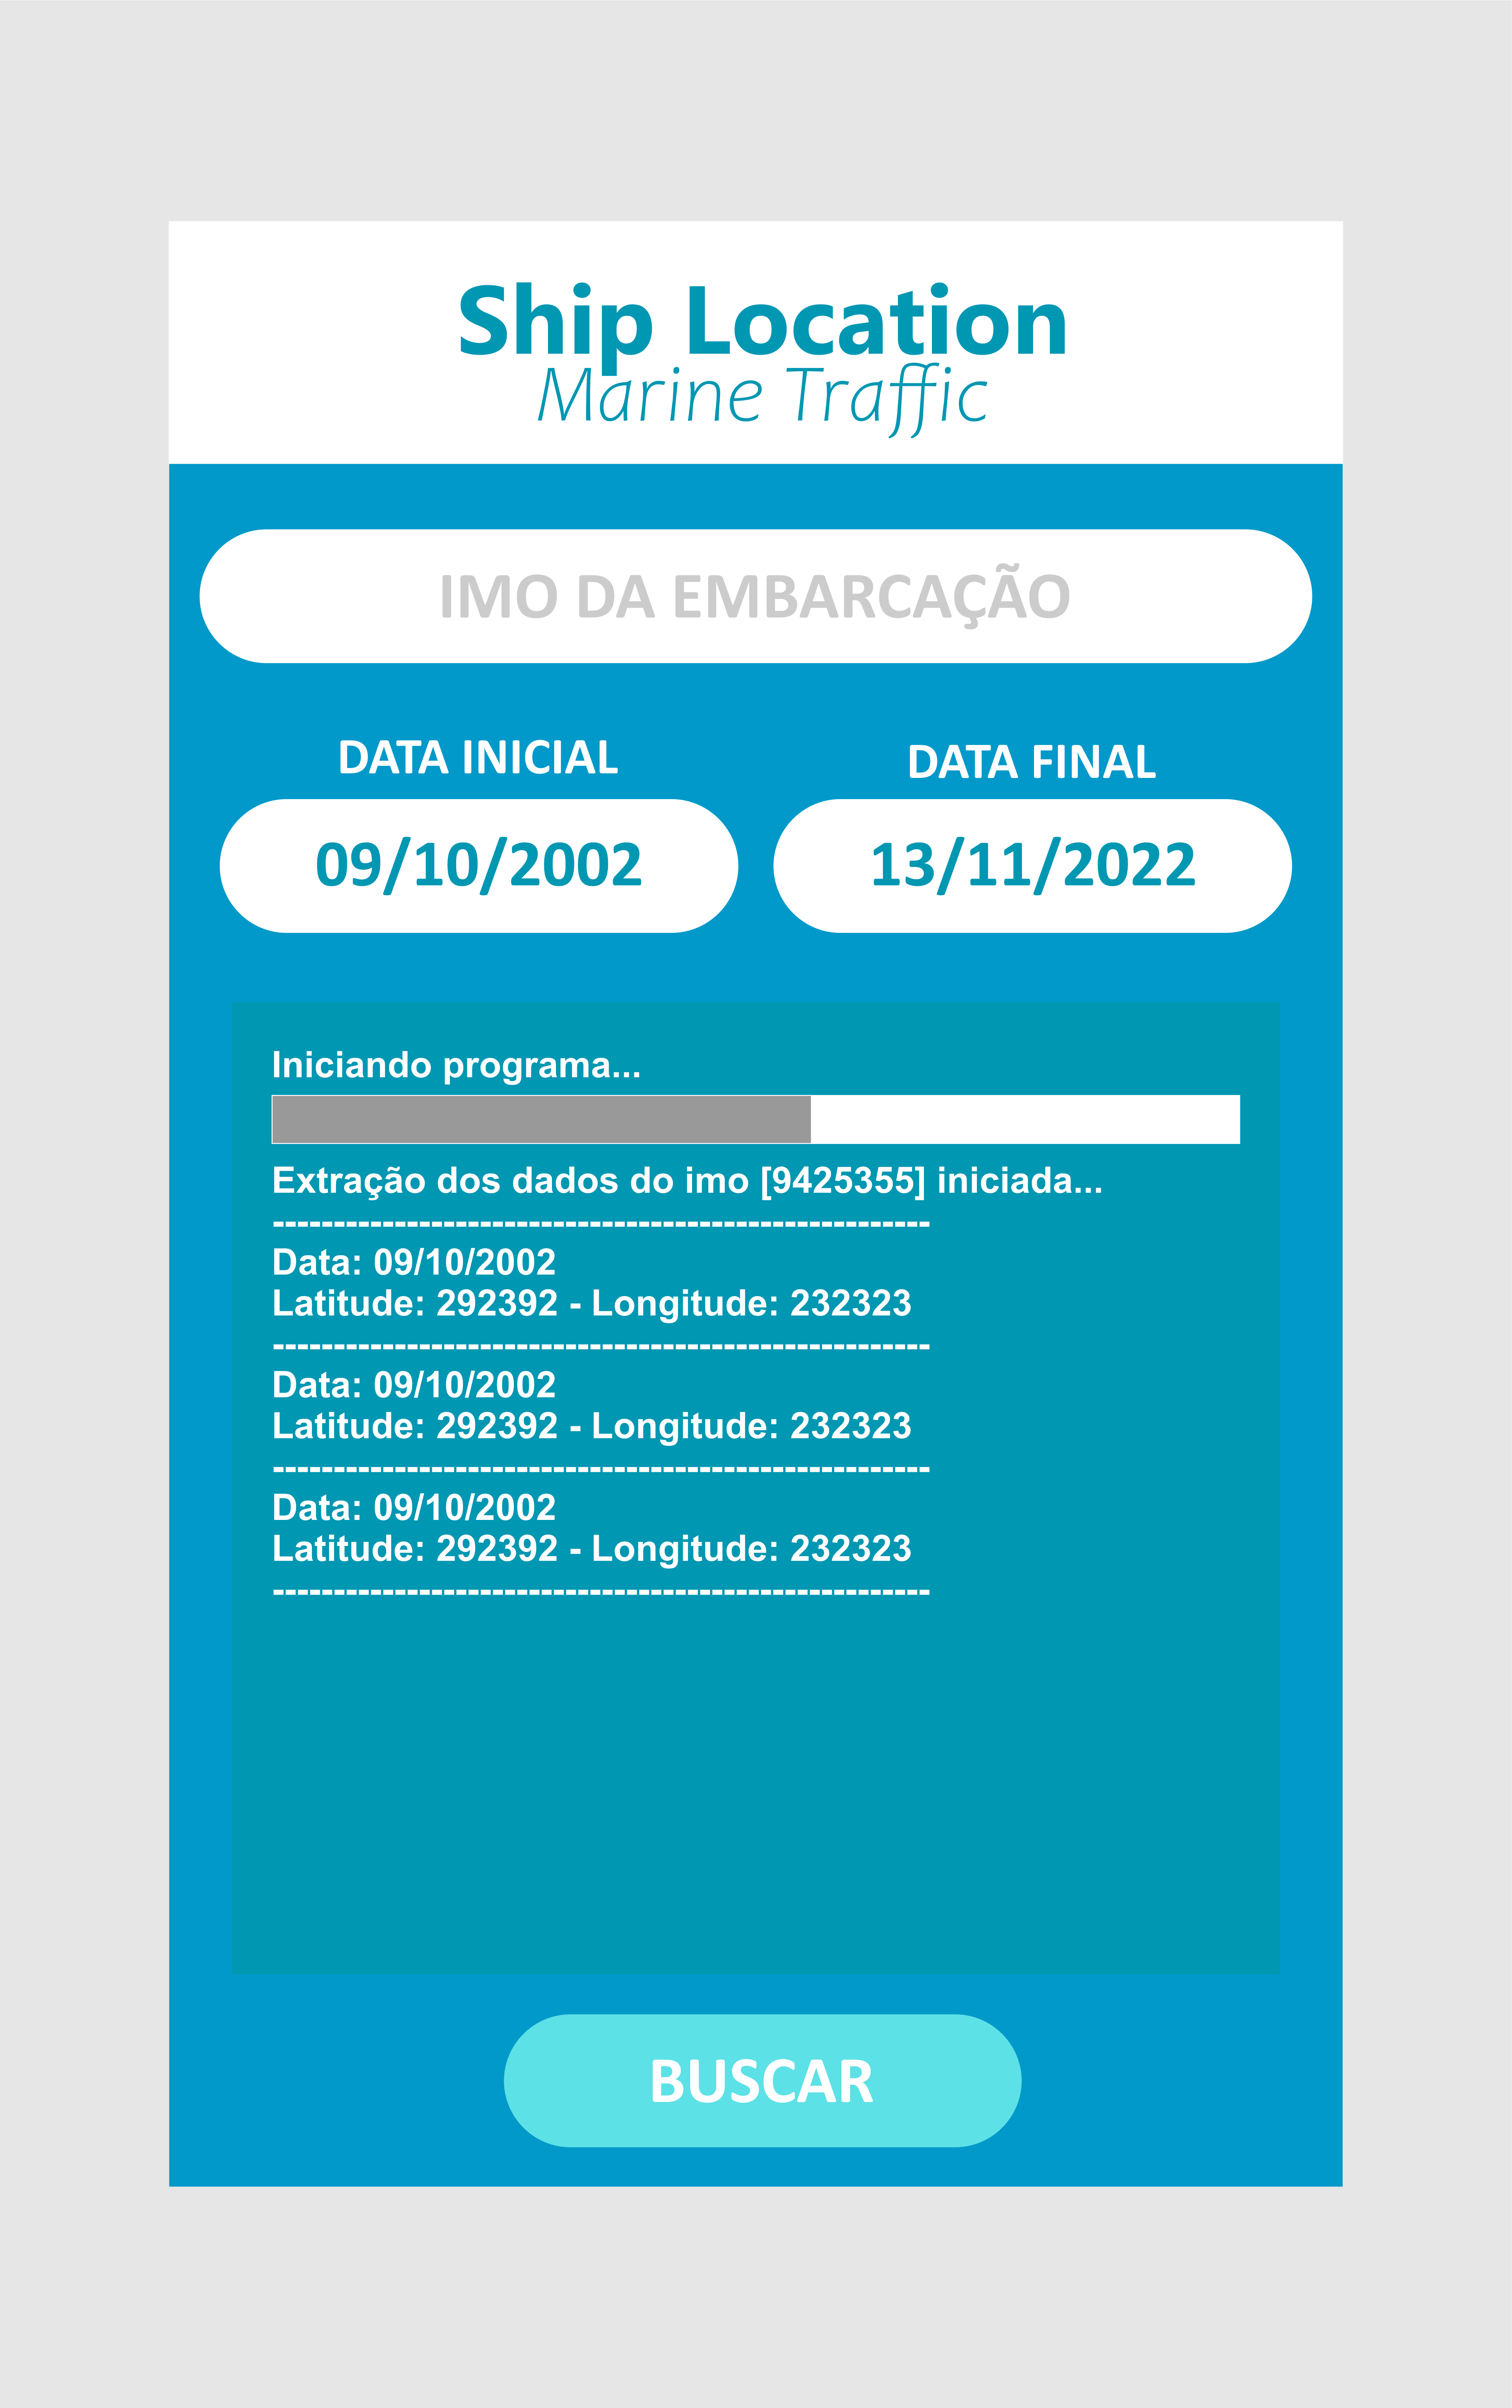 Ship Location
Marine Traffic
IMO DA EMBARCAÇÃO
DATA INICIAL
DATA FINAL
09/10/2002
13/11/2022
Iniciando programa...
Extração dos dados do imo [9425355] iniciada...
------------------------------------------------------
Data: 09/10/2002
Latitude: 292392 - Longitude: 232323
------------------------------------------------------
Data: 09/10/2002
Latitude: 292392 - Longitude: 232323
------------------------------------------------------
Data: 09/10/2002
Latitude: 292392 - Longitude: 232323
------------------------------------------------------
BUSCAR